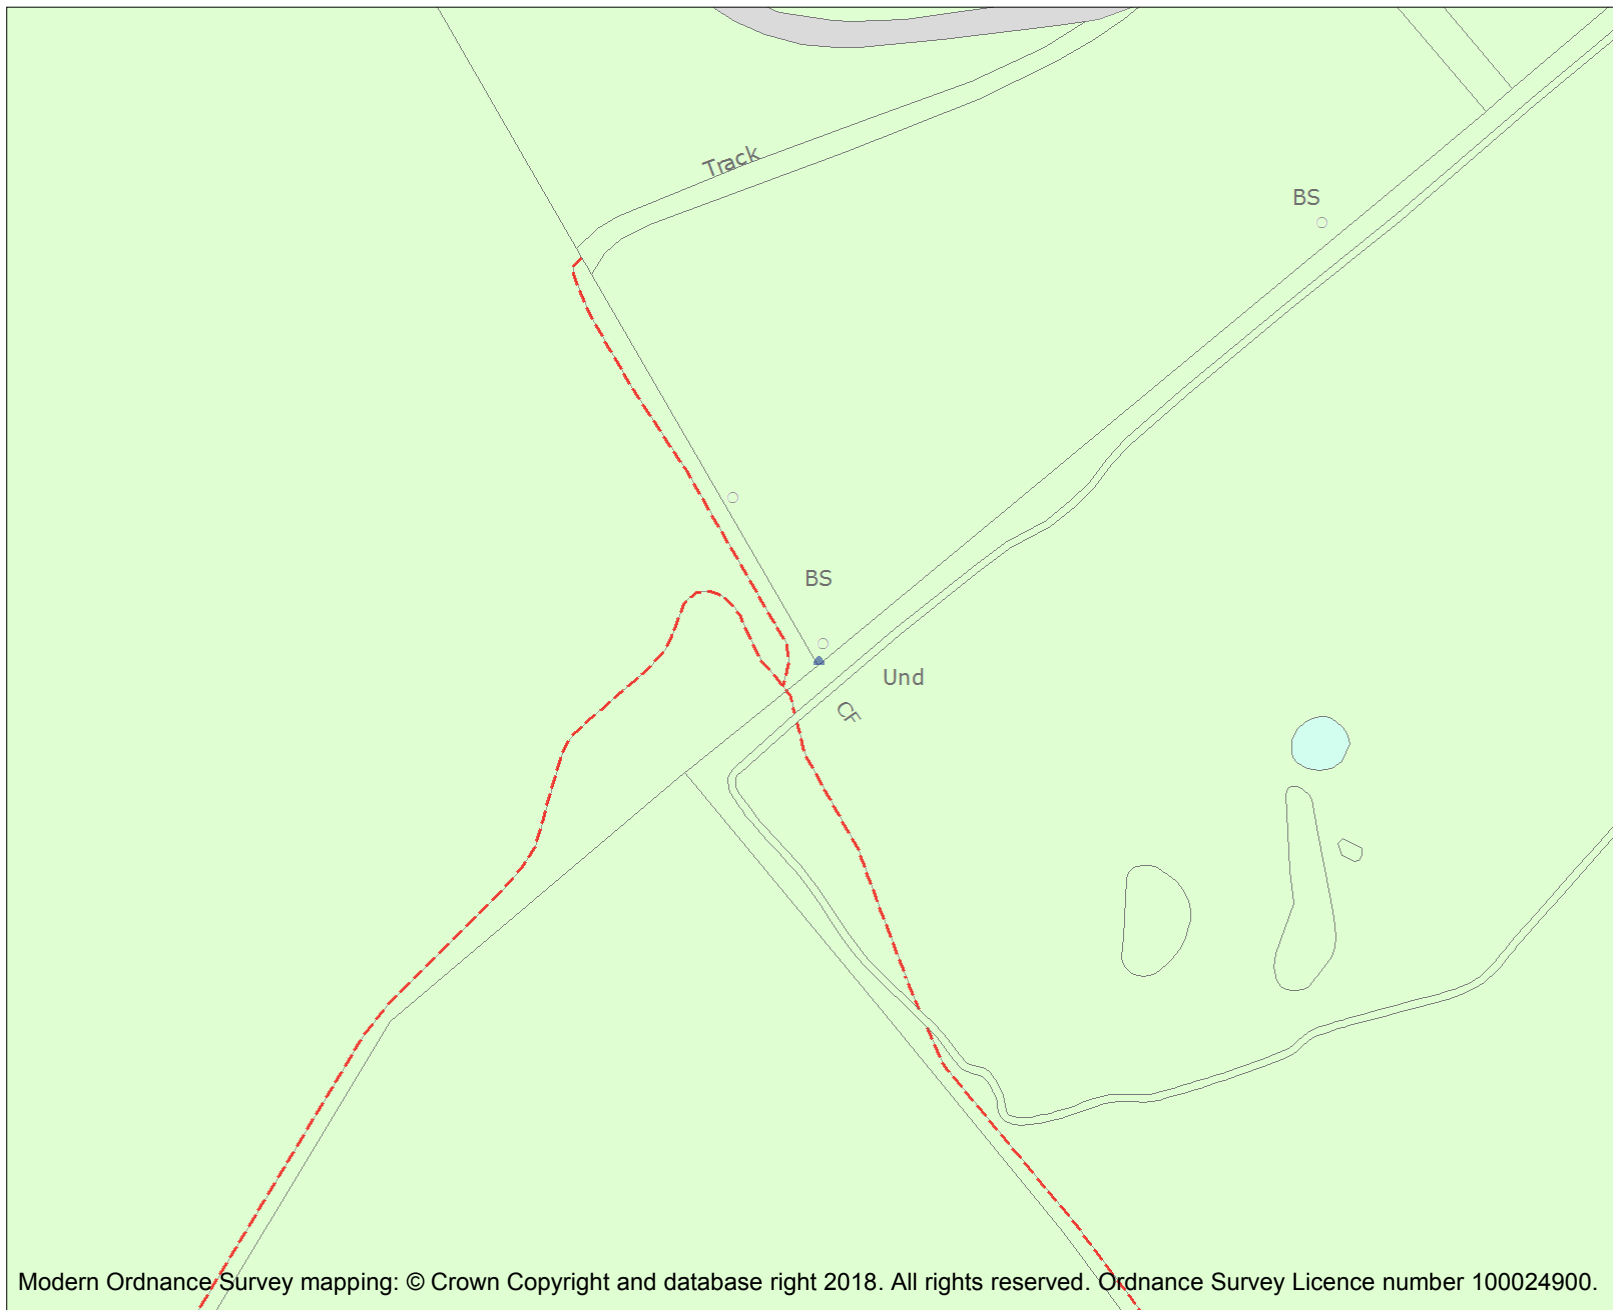 Track
BS
BS
Und
CF
Modern Ordnance Survey mapping: © Crown Copyright and database right 2018. All rights reserved. Ordnance Survey Licence number 100024900.